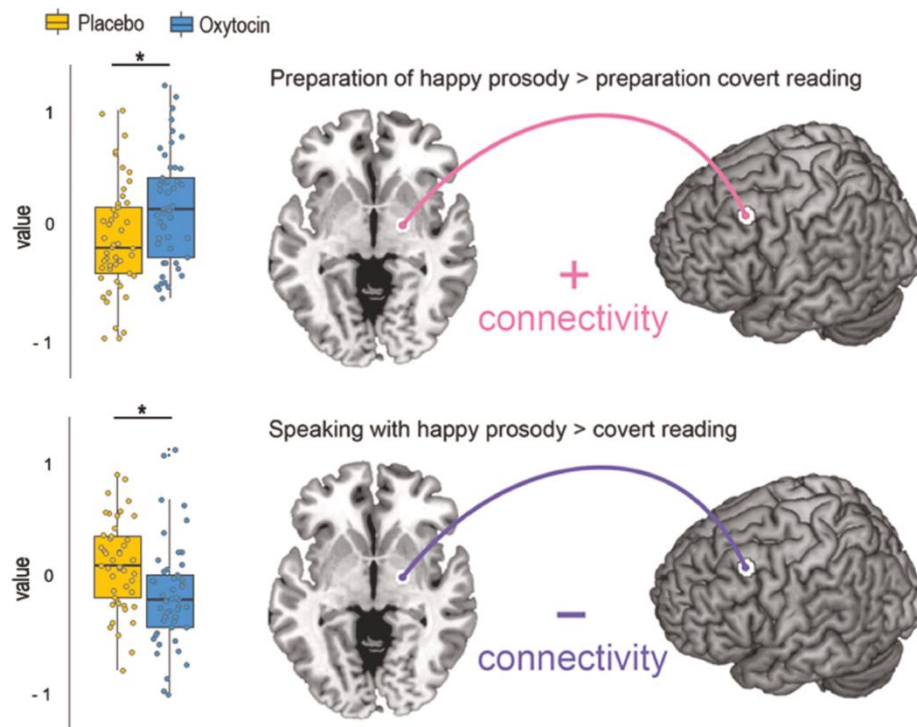 Placebo Oxytocin
*
Preparation of happy prosody > preparation covert reading
1
0
- 1
value
+
connectivity
*
Speaking with happy prosody > covert reading
1
0
- 1
value
−
connectivity